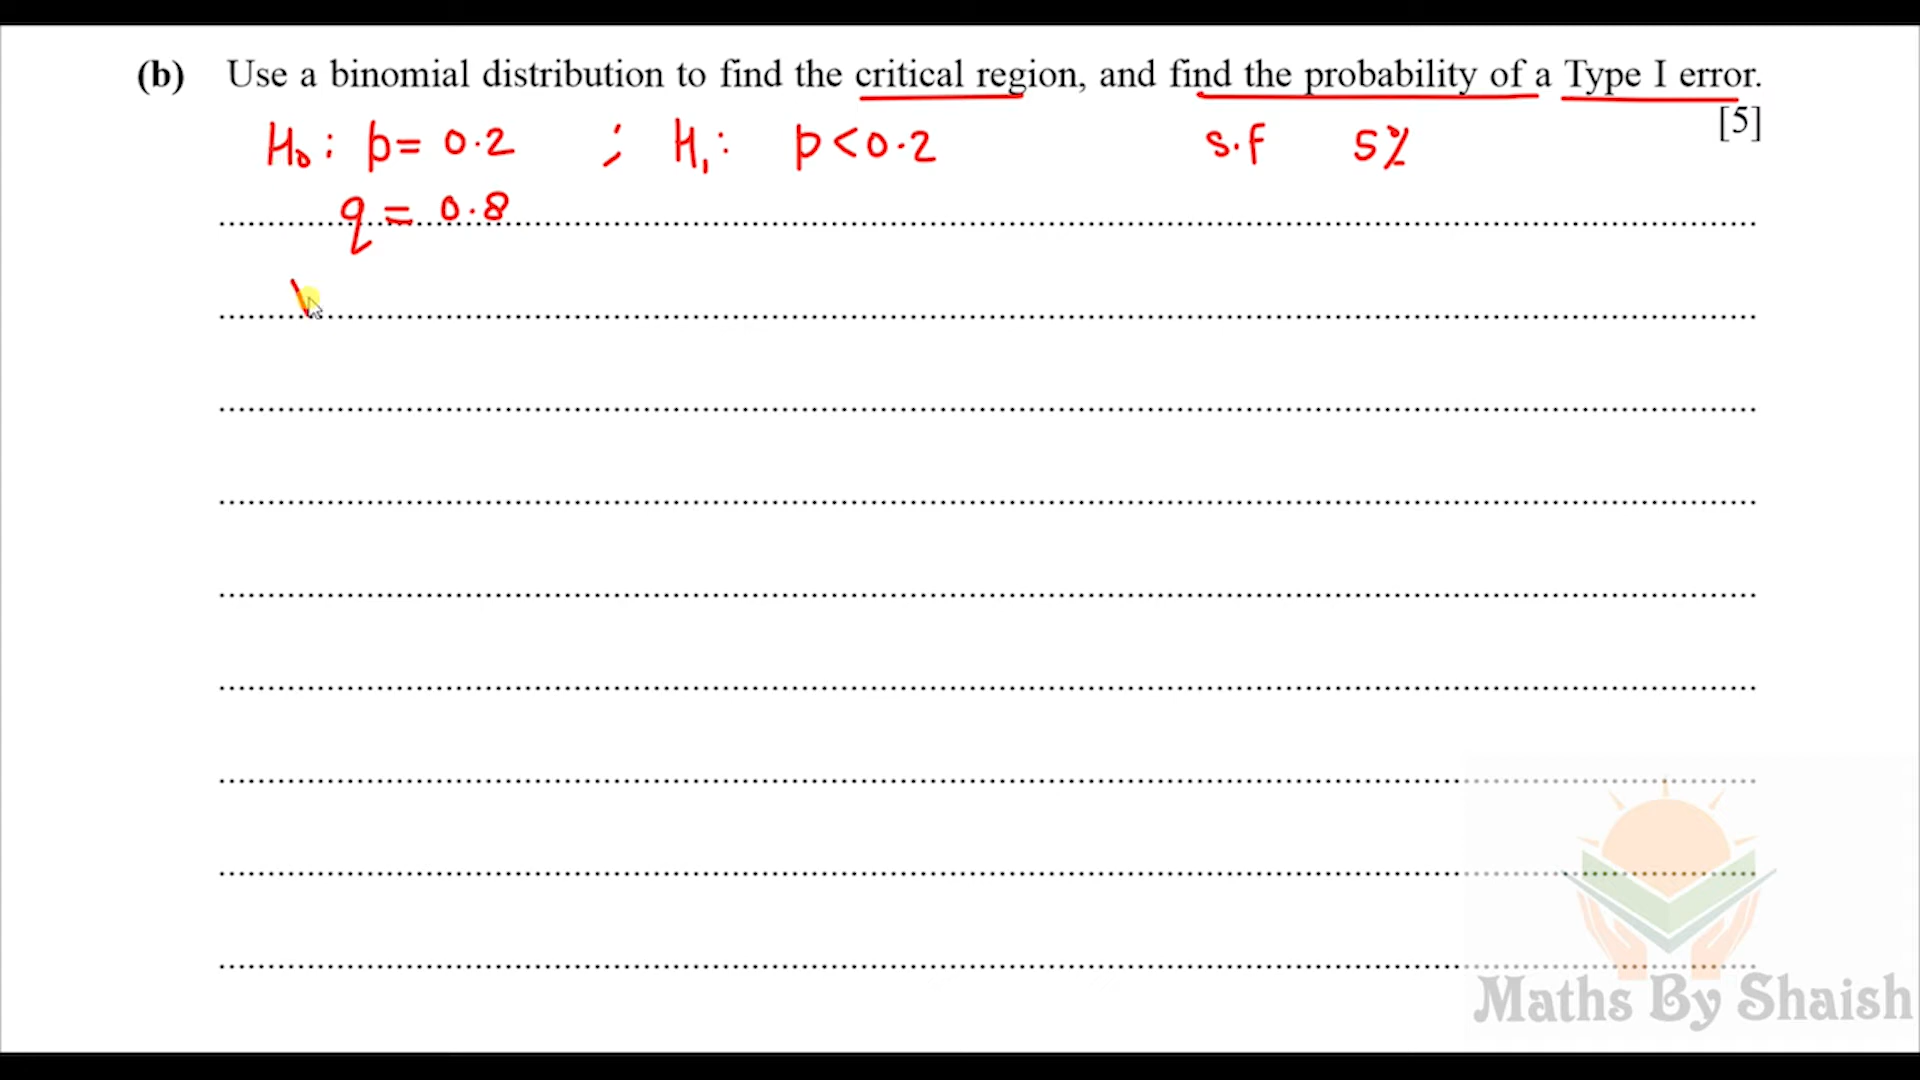 (b) Use a binomial distribution to find the critical region, and find the probability of a Type I error.
[5]
H₀ : p = 0.2 ; H₁ : p < 0.2 s.f 5%
q = 0.8
Maths By Shaish